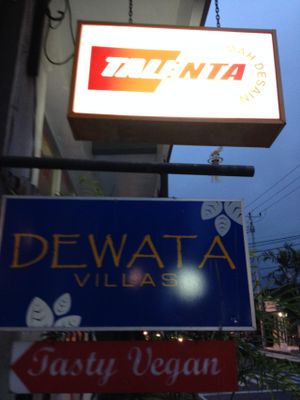 TALENTA
DESAIN
DEWATA
VILLAS
Tasty Vegan